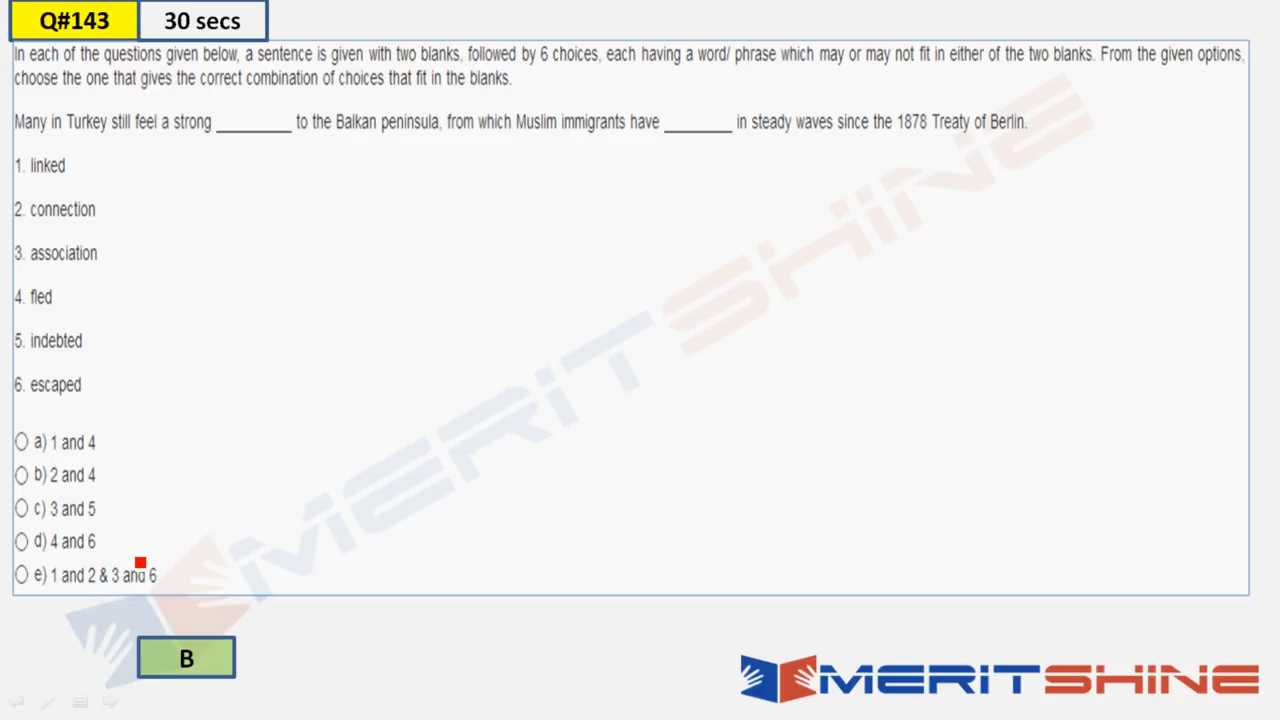 Q#143
30 secs
In each of the questions given below, a sentence is given with two blanks, followed by 6 choices, each having a word/ phrase which may or may not fit in either of the two blanks. From the given options,
choose the one that gives the correct combination of choices that fit in the blanks.
Many in Turkey still feel a strong __________ to the Balkan peninsula, from which Muslim immigrants have _________ in steady waves since the 1878 Treaty of Berlin.
1. linked
2. connection
3. association
4. fled
5. indebted
6. escaped
a) 1 and 4
b) 2 and 4
c) 3 and 5
d) 4 and 6
e) 1 and 2 & 3 and 6
B
MERITSHINE
MERITSHINE